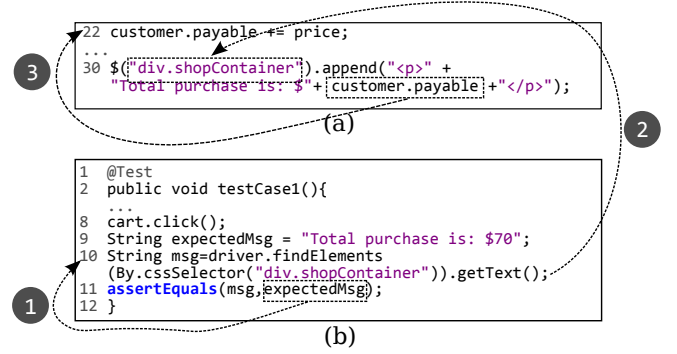 22 customer.payable += price;
...
30 $("div.shopContainer").append("<p>" +
"Total purchase is: $"+ customer.payable +"</p>");
3
(a)
2
1 @Test
2 public void testCase1(){
...
8 cart.click();
9 String expectedMsg = "Total purchase is: $70";
10 String msg=driver.findElements
(By.cssSelector("div.shopContainer")).getText();
11 assertEquals(msg,expectedMsg);
12 }
1
(b)